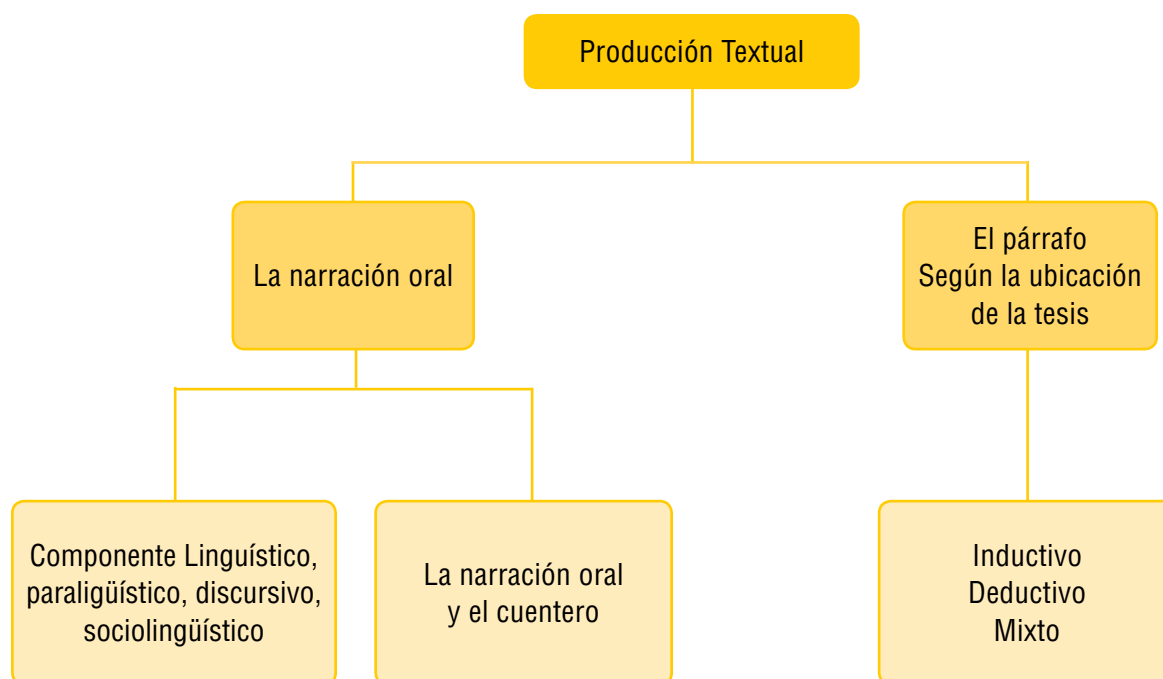 Producción Textual
La narración oral
El párrafo
Según la ubicación
de la tesis
Componente Linguístico,
paraligüístico, discursivo,
sociolingüístico
La narración oral
y el cuentero
Inductivo
Deductivo
Mixto